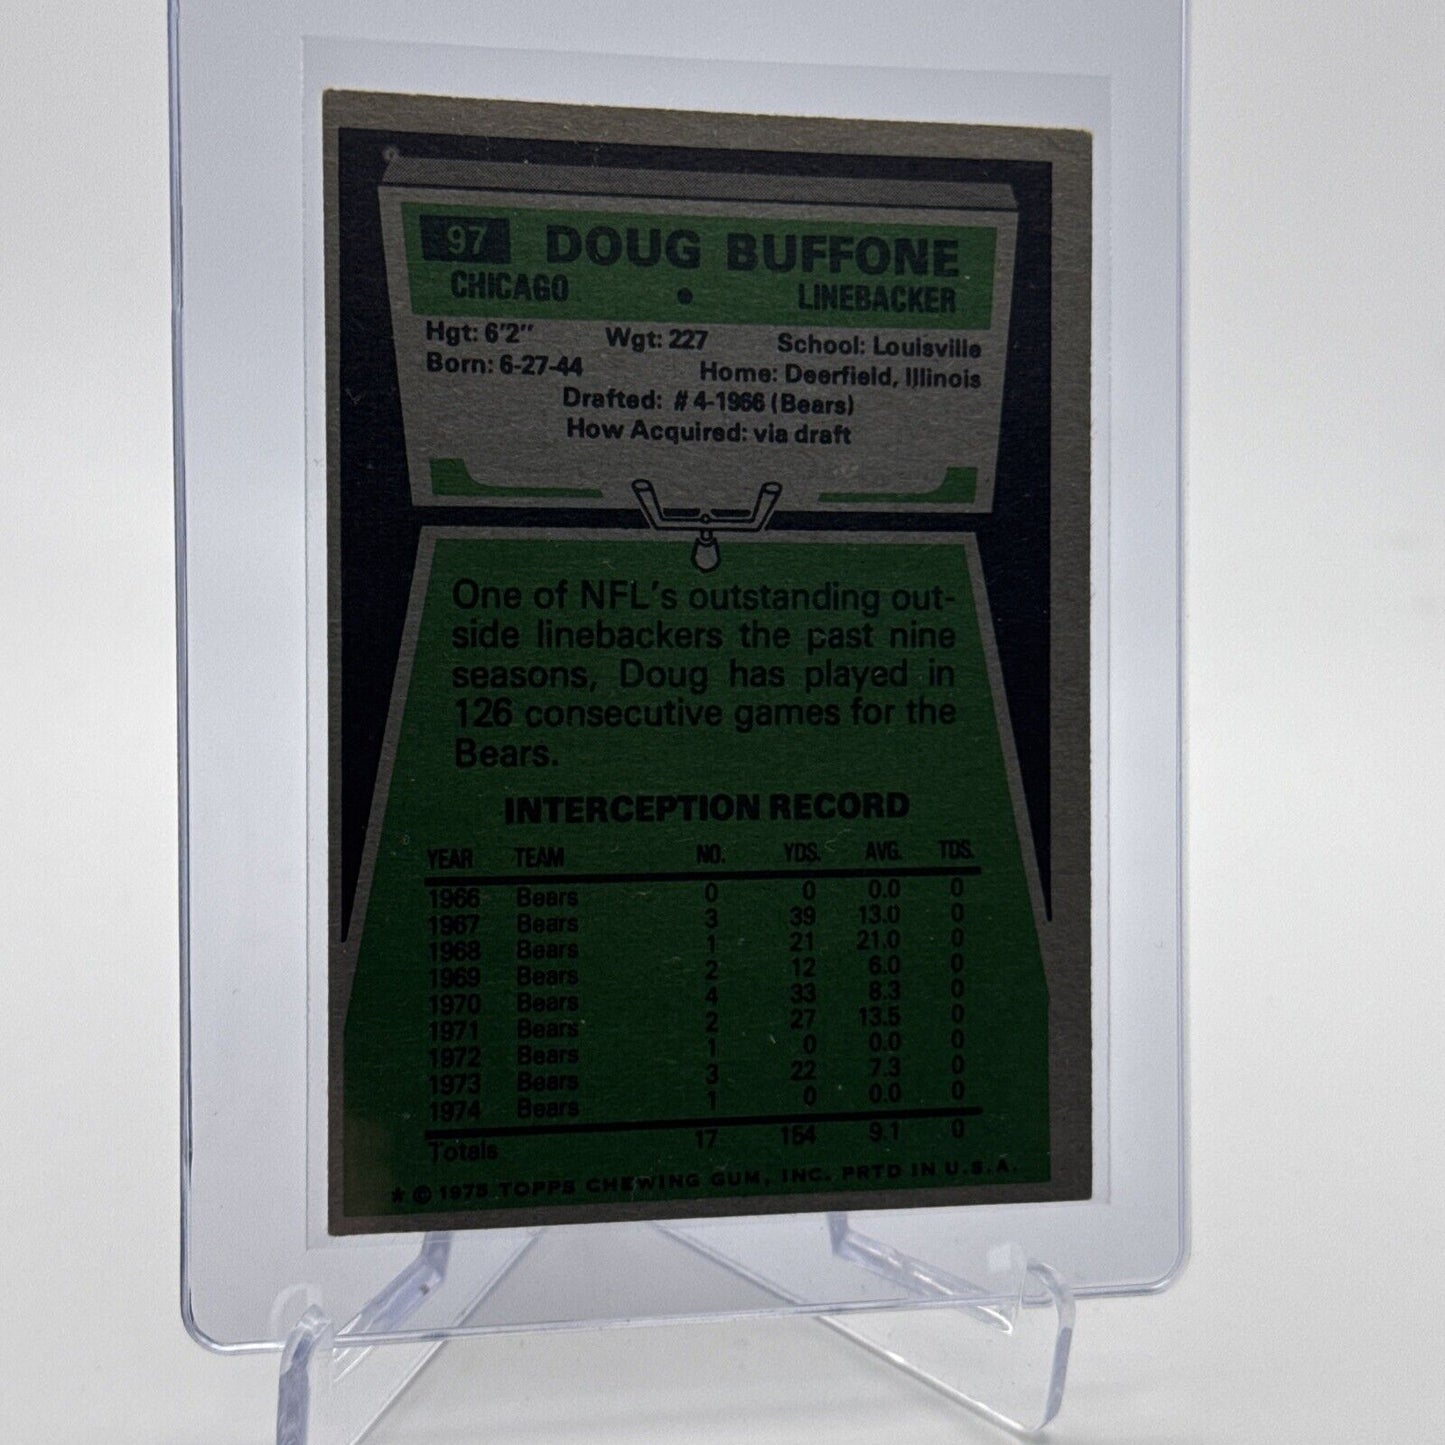 97 DOUG BUFFONE
CHICAGO • LINEBACKER
Hgt: 6'2" Wgt: 227 School: Louisville
Born: 6-27-44 Home: Deerfield, Illinois
Drafted: #4-1966 (Bears)
How Acquired: via draft
One of NFL's outstanding out-
side linebackers the past nine
seasons, Doug has played in
126 consecutive games for the
Bears.
INTERCEPTION RECORD
YEAR TEAM NO. YDS. AVG. TDS.
1966 Bears 0 0 0.0 0
1967 Bears 3 39 13.0 0
1968 Bears 1 21 21.0 0
1969 Bears 2 12 6.0 0
1970 Bears 4 33 8.3 0
1971 Bears 2 27 13.5 0
1972 Bears 1 0 0.0 0
1973 Bears 3 22 7.3 0
1974 Bears 1 0 0.0 0
Totals 17 154 9.1 0
* © 1975 TOPPS CHEWING GUM, INC. PRTD IN U.S.A.